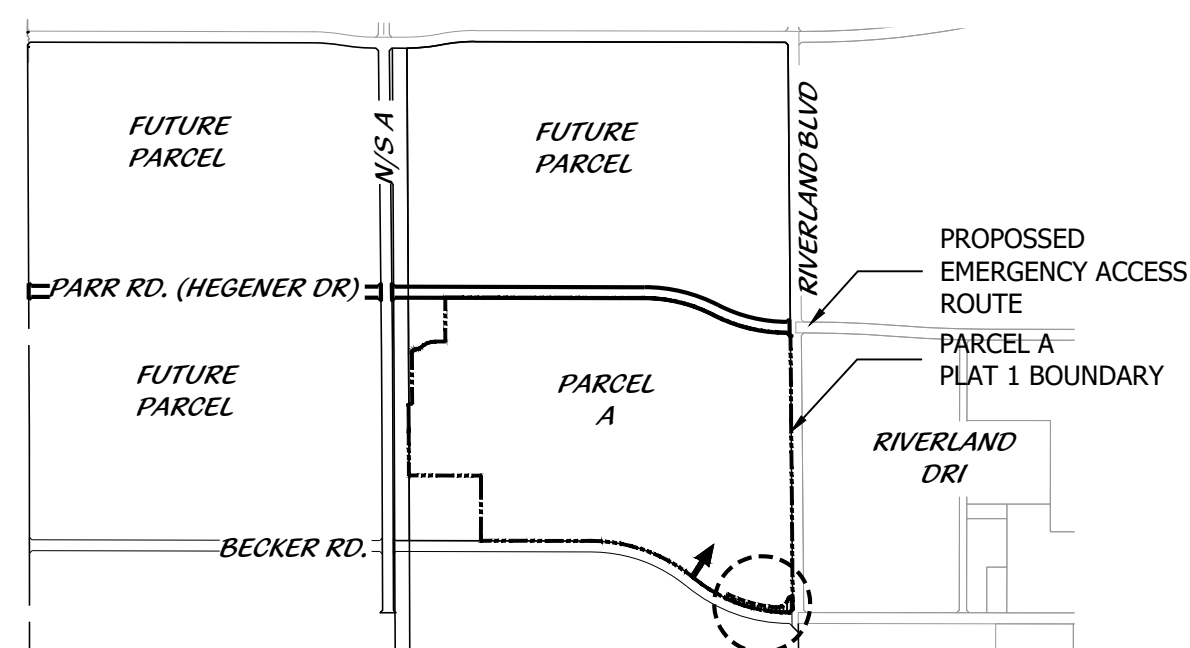 FUTURE
PARCEL
N/S A
FUTURE
PARCEL
RIVERLAND BLVD
PROPOSSED
EMERGENCY ACCESS
ROUTE
PARR RD. (HEGENER DR)
PARCEL A
PLAT 1 BOUNDARY
FUTURE
PARCEL
PARCEL
A
RIVERLAND
DRI
BECKER RD.